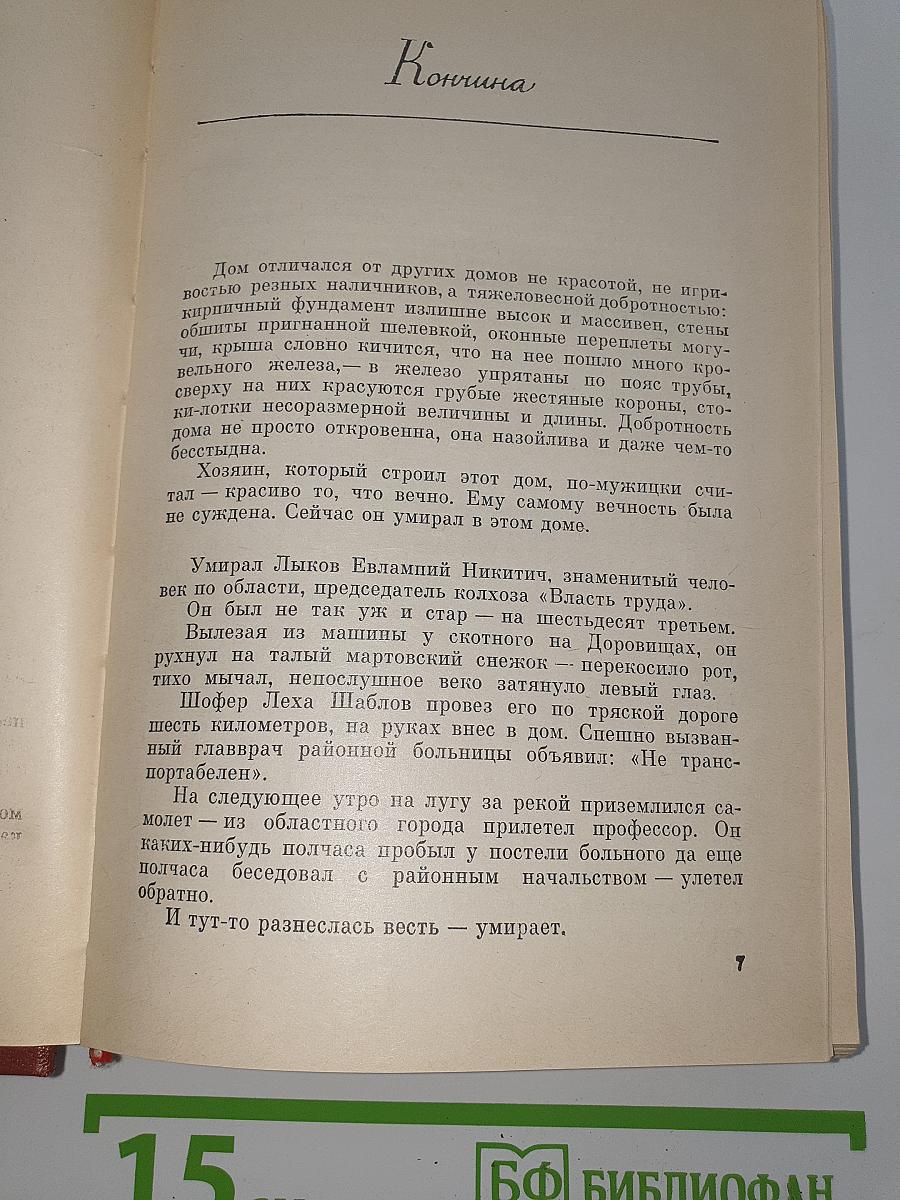 Кончина
Дом отличался от других домов не красотой, не игри-
востью резных наличников, а тяжеловесной добротностью:
кирпичный фундамент излишне высок и массивен, стены
обшиты пригнанной шелевкой, оконные переплеты могу-
чи, крыша словно кичится, что на нее пошло много кро-
вельного железа,— в железо упрятаны по пояс трубы,
сверху на них красуются грубые жестяные короны, сто-
ки-лотки несоразмерной величины и длины. Добротность
дома не просто откровенна, она назойлива и даже чем-то
бесстыдна.
Хозяин, который строил этот дом, по-мужицки счи-
тал — красиво то, что вечно. Ему самому вечность была
не суждена. Сейчас он умирал в этом доме.
Умирал Лыков Евлампий Никитич, знаменитый чело-
век по области, председатель колхоза «Власть труда».
Он был не так уж и стар — на шестьдесят третьем.
Вылезая из машины у скотного на Доровищах, он
рухнул на талый мартовский снежок — перекосило рот,
тихо мычал, непослушное веко затянуло левый глаз.
Шофер Леха Шаблов провез его по тряской дороге
шесть километров, на руках внес в дом. Спешно вызван-
ный главврач районной больницы объявил: «Не транс-
портабелен».
На следующее утро на лугу за рекой приземлился са-
молет — из областного города прилетел профессор. Он
каких-нибудь полчаса пробыл у постели больного да еще
полчаса беседовал с районным начальством — улетел
обратно.
И тут-то разнеслась весть — умирает.
7
15
БФ БИБЛИОФАН